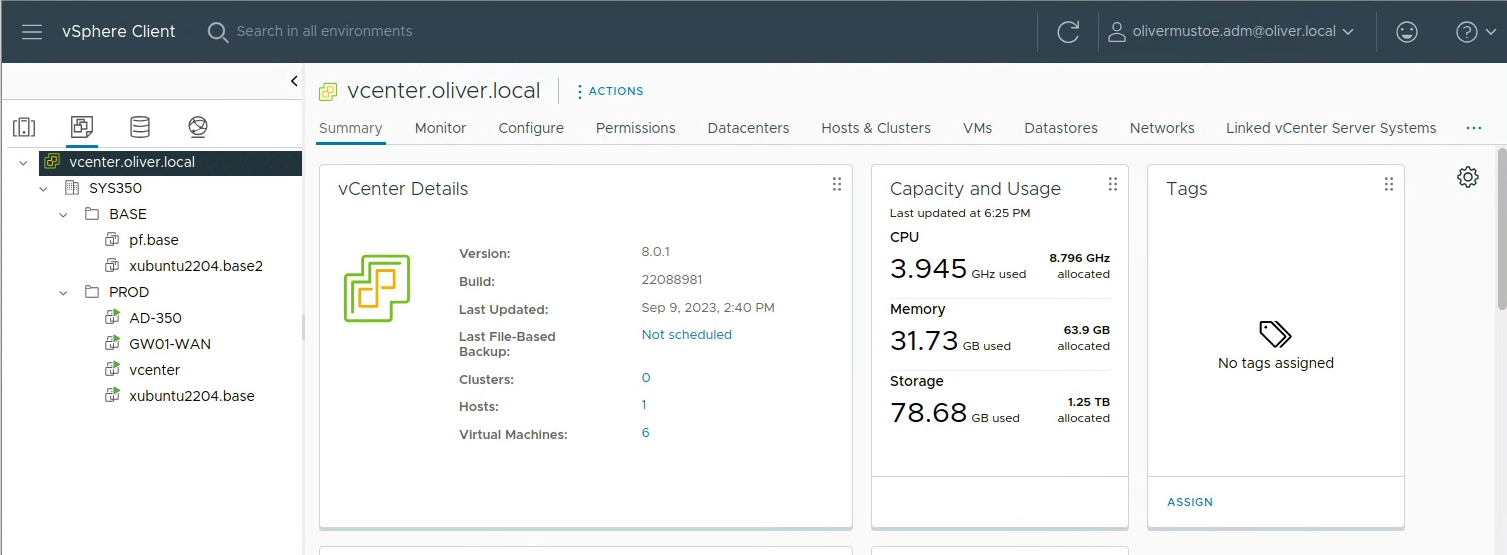 vSphere Client
Search in all environments
olivermustoe.adm@oliver.local
vcenter.oliver.local
ACTIONS
Summary Monitor Configure Permissions Datacenters Hosts & Clusters VMs Datastores Networks Linked vCenter Server Systems ...
vcenter.oliver.local
SYS350
BASE
pf.base
xubuntu2204.base2
PROD
AD-350
GW01-WAN
vcenter
xubuntu2204.base
vCenter Details
Version: 8.0.1
Build: 22088981
Last Updated: Sep 9, 2023, 2:40 PM
Last File-Based Not scheduled
Backup:
Clusters: 0
Hosts: 1
Virtual Machines: 6
Capacity and Usage
Last updated at 6:25 PM
CPU
3.945 GHz used 8.796 GHz
allocated
Memory
31.73 GB used 63.9 GB
allocated
Storage
78.68 GB used 1.25 TB
allocated
Tags
No tags assigned
ASSIGN